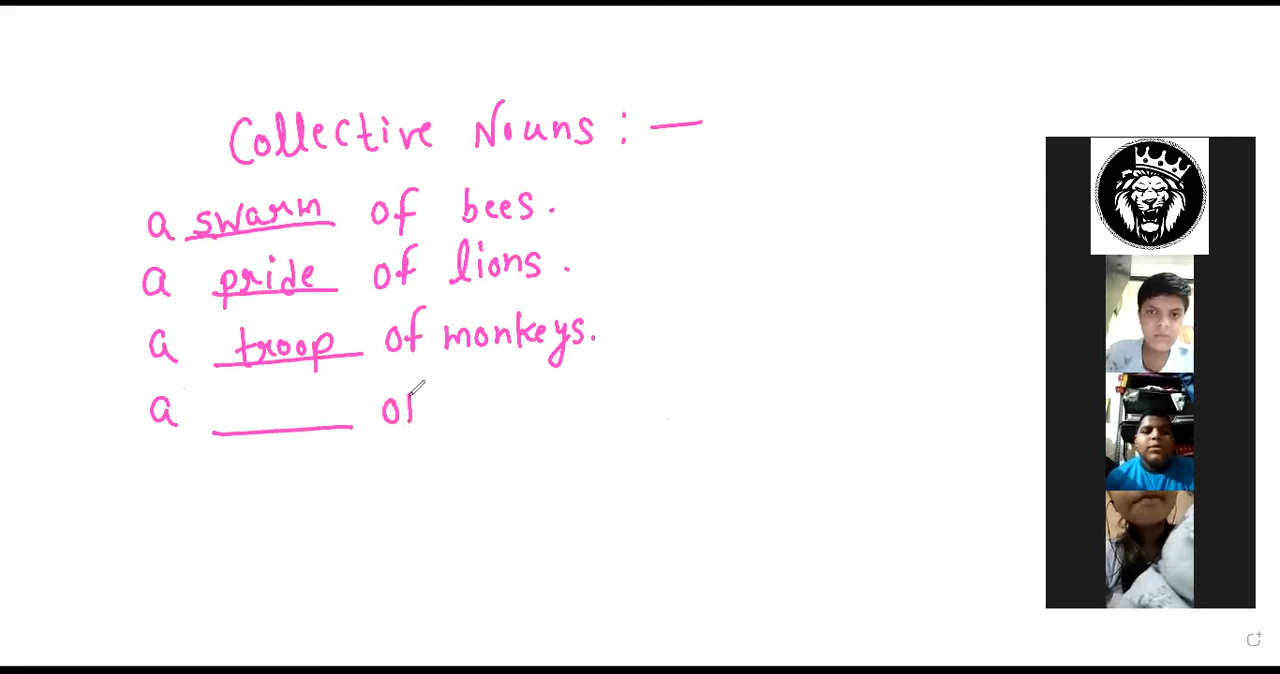 Collective Nouns : —
a swarm of bees.
a pride of lions.
a troop of monkeys.
a ______ of